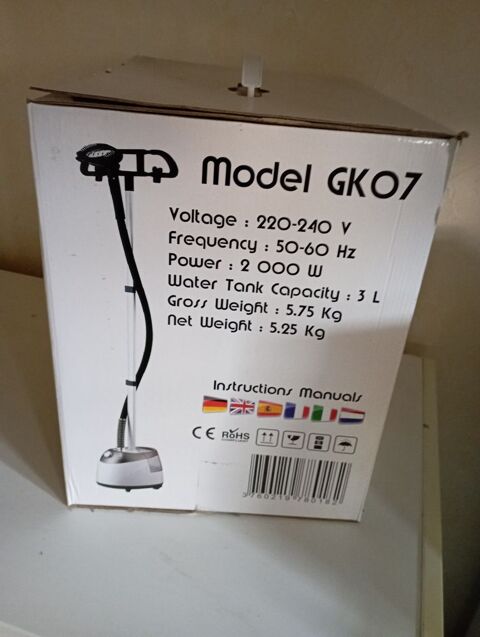 Model GK07
Voltage : 220-240 V
Frequency : 50-60 Hz
Power : 2 000 W
Water Tank Capacity : 3 L
Gross Weight : 5.75 Kg
Net Weight : 5.25 Kg
Instructions Manuals
CE RoHS
3760219780182